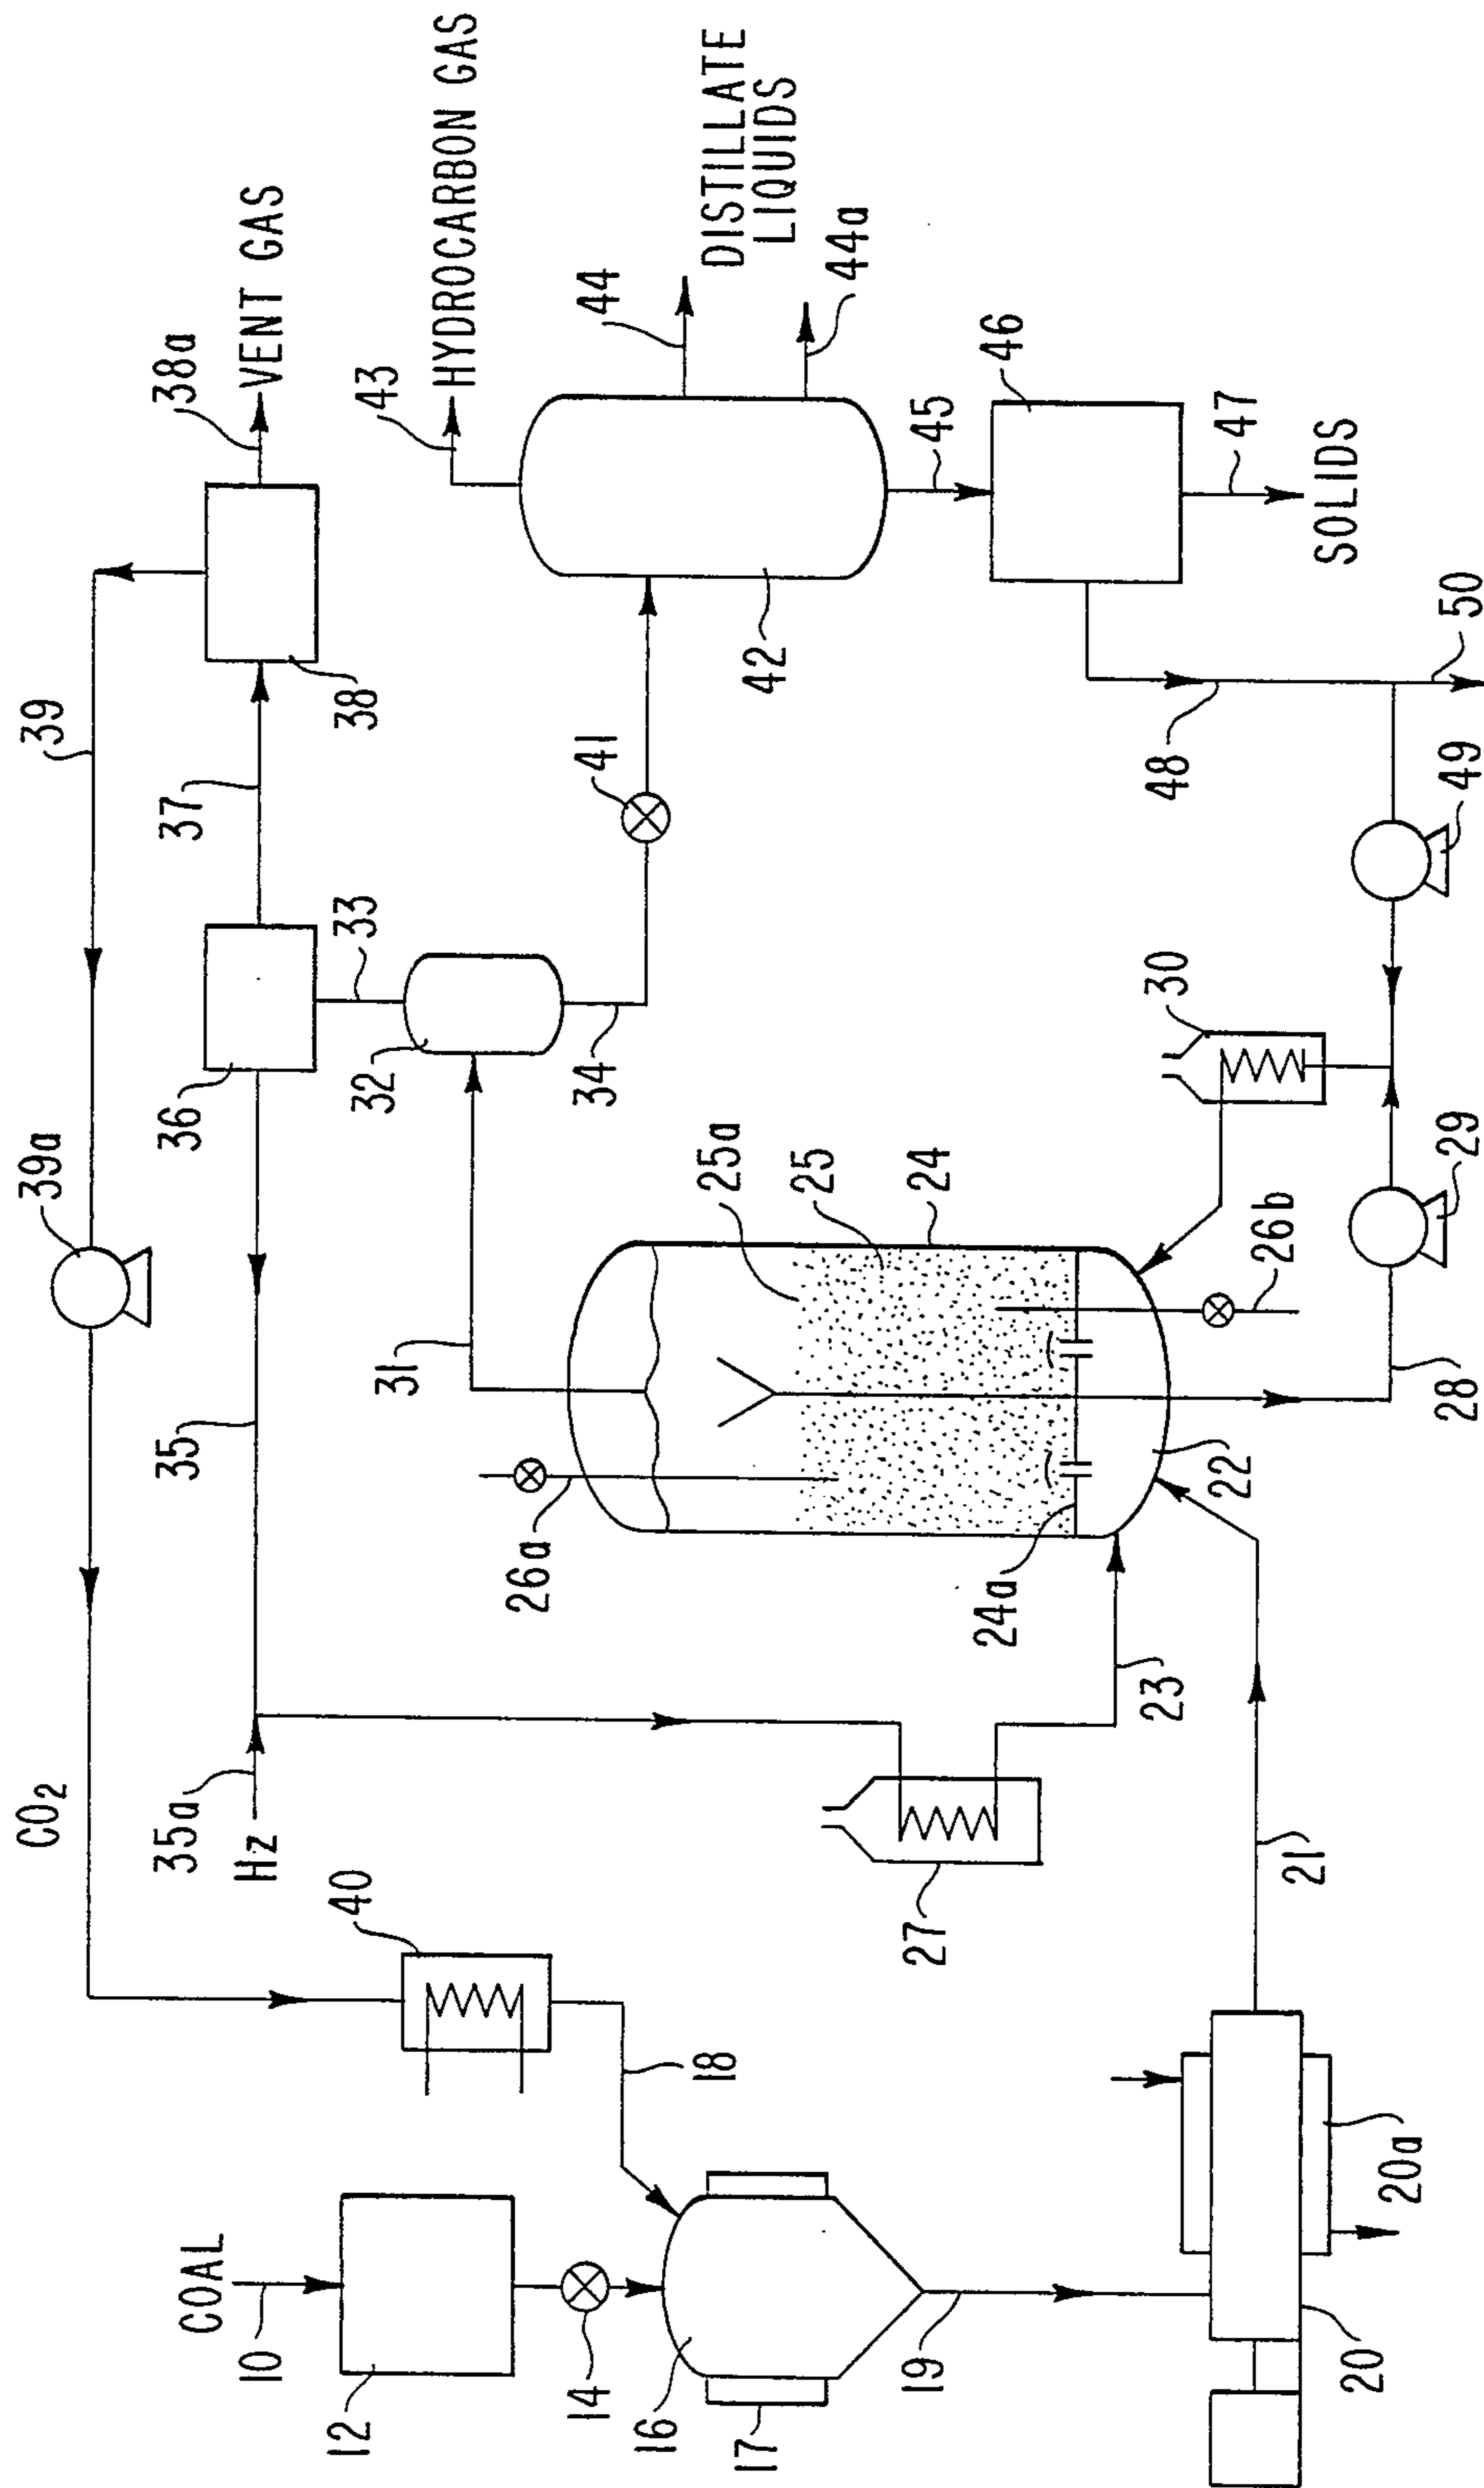 39
39a
CO2
38a
VENT GAS
38
37
36
35
35a
Hz
33
32
34
31
43
HYDROCARBON GAS
44
DISTILLATE
LIQUIDS
44a
42
41
45
46
47
SOLIDS
48
50
49
30
29
28
26b
24
25
25a
26a
24a
22
23
27
21
40
18
COAL
10
12
14
16
17
19
20
20a